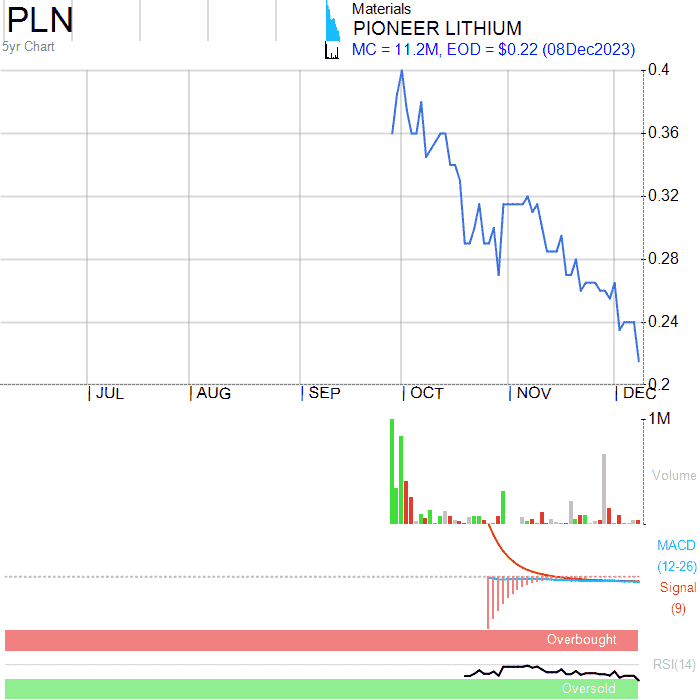 PLN
5yr Chart
Materials
PIONEER LITHIUM
MC = 11.2M, EOD = $0.22 (08Dec2023)
0.4
0.36
0.32
0.28
0.24
0.2
JUL AUG SEP OCT NOV DEC
1M
Volume
MACD
(12-26)
Signal
(9)
Overbought
RSI(14)
Oversold